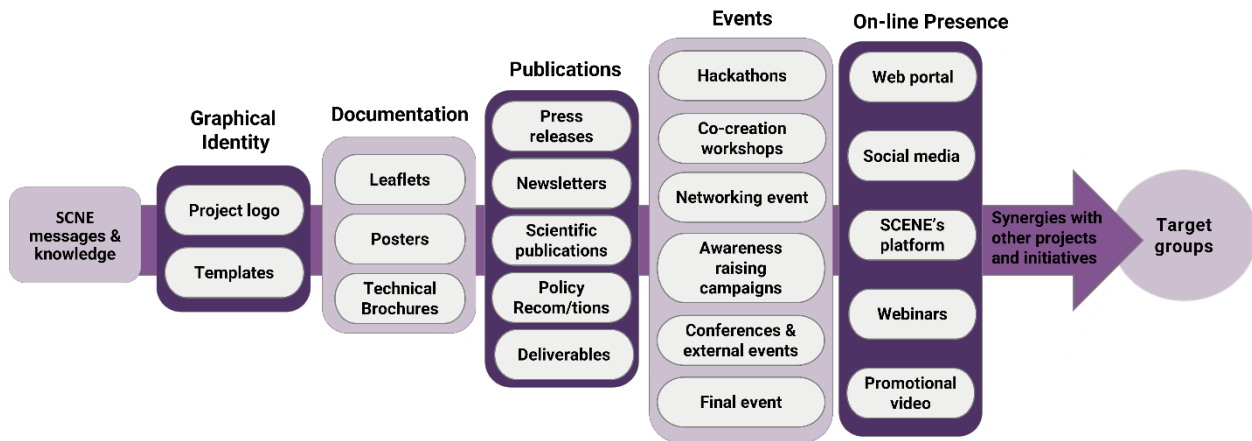 SCNE
messages &
knowledge
Graphical
Identity
Project logo
Templates
Documentation
Leaflets
Posters
Technical
Brochures
Publications
Press
releases
Newsletters
Scientific
publications
Policy
Recom/tions
Deliverables
Events
Hackathons
Co-creation
workshops
Networking event
Awareness
raising
campaigns
Conferences &
external events
Final event
On-line Presence
Web portal
Social media
SCENE's
platform
Webinars
Promotional
video
Synergies with
other projects
and initiatives
Target
groups